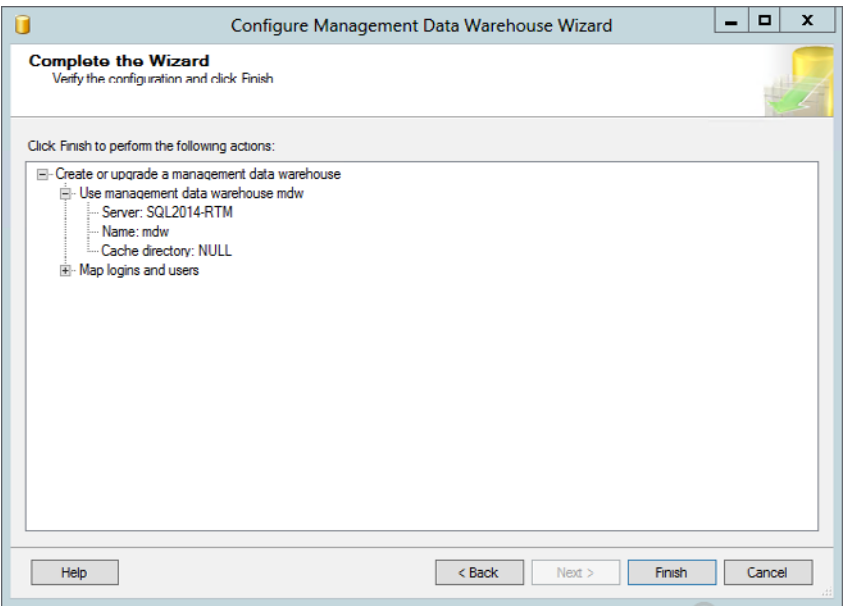 Configure Management Data Warehouse Wizard
Complete the Wizard
Verify the configuration and click Finish
Click Finish to perform the following actions:
Create or upgrade a management data warehouse
Use management data warehouse mdw
Server: SQL2014-RTM
Name: mdw
Cache directory: NULL
Map logins and users
Help
< Back
Next >
Finish
Cancel